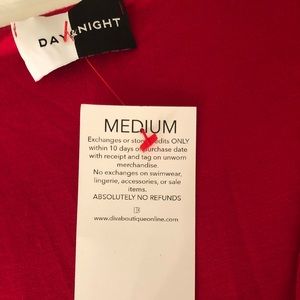 DAY & NIGHT
MEDIUM
Exchanges or store credits ONLY
within 10 days of purchase date
with receipt and tag on unworn
merchandise.
No exchanges on swimwear,
lingerie, accessories, or sale
items.
ABSOLUTELY NO REFUNDS
www.divaboutiqueonline.com